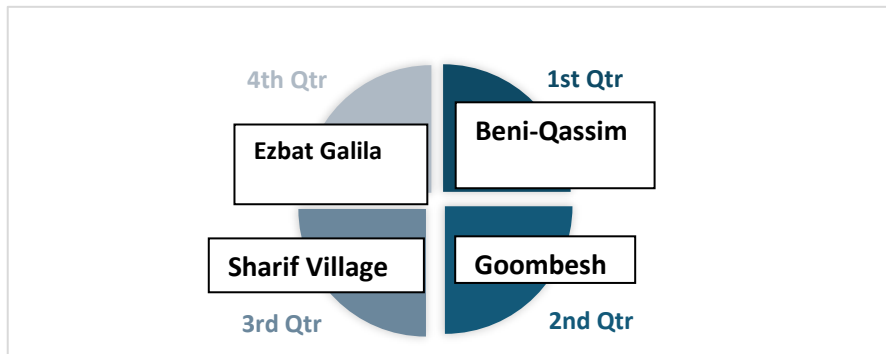 4th Qtr
1st Qtr
Ezbat Galila
Beni-Qassim
Sharif Village
Goombesh
3rd Qtr
2nd Qtr